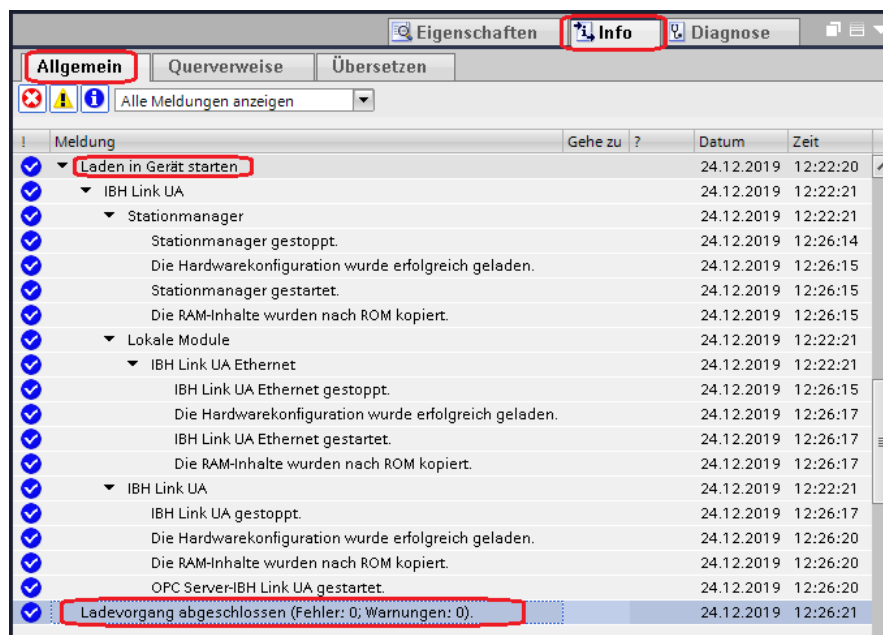 Eigenschaften Info Diagnose
Allgemein Querverweise Übersetzen
Alle Meldungen anzeigen
! Meldung Gehe zu ? Datum Zeit
Laden in Gerät starten 24.12.2019 12:22:20
IBH Link UA 24.12.2019 12:22:21
Stationmanager 24.12.2019 12:22:21
Stationmanager gestoppt. 24.12.2019 12:26:14
Die Hardwarekonfiguration wurde erfolgreich geladen. 24.12.2019 12:26:15
Stationmanager gestartet. 24.12.2019 12:26:15
Die RAM-Inhalte wurden nach ROM kopiert. 24.12.2019 12:26:15
Lokale Module 24.12.2019 12:22:21
IBH Link UA Ethernet 24.12.2019 12:22:21
IBH Link UA Ethernet gestoppt. 24.12.2019 12:26:15
Die Hardwarekonfiguration wurde erfolgreich geladen. 24.12.2019 12:26:17
IBH Link UA Ethernet gestartet. 24.12.2019 12:26:17
Die RAM-Inhalte wurden nach ROM kopiert. 24.12.2019 12:26:17
IBH Link UA 24.12.2019 12:22:21
IBH Link UA gestoppt. 24.12.2019 12:26:17
Die Hardwarekonfiguration wurde erfolgreich geladen. 24.12.2019 12:26:20
Die RAM-Inhalte wurden nach ROM kopiert. 24.12.2019 12:26:20
OPC Server-IBH Link UA gestartet. 24.12.2019 12:26:20
Ladevorgang abgeschlossen (Fehler: 0; Warnungen: 0). 24.12.2019 12:26:21